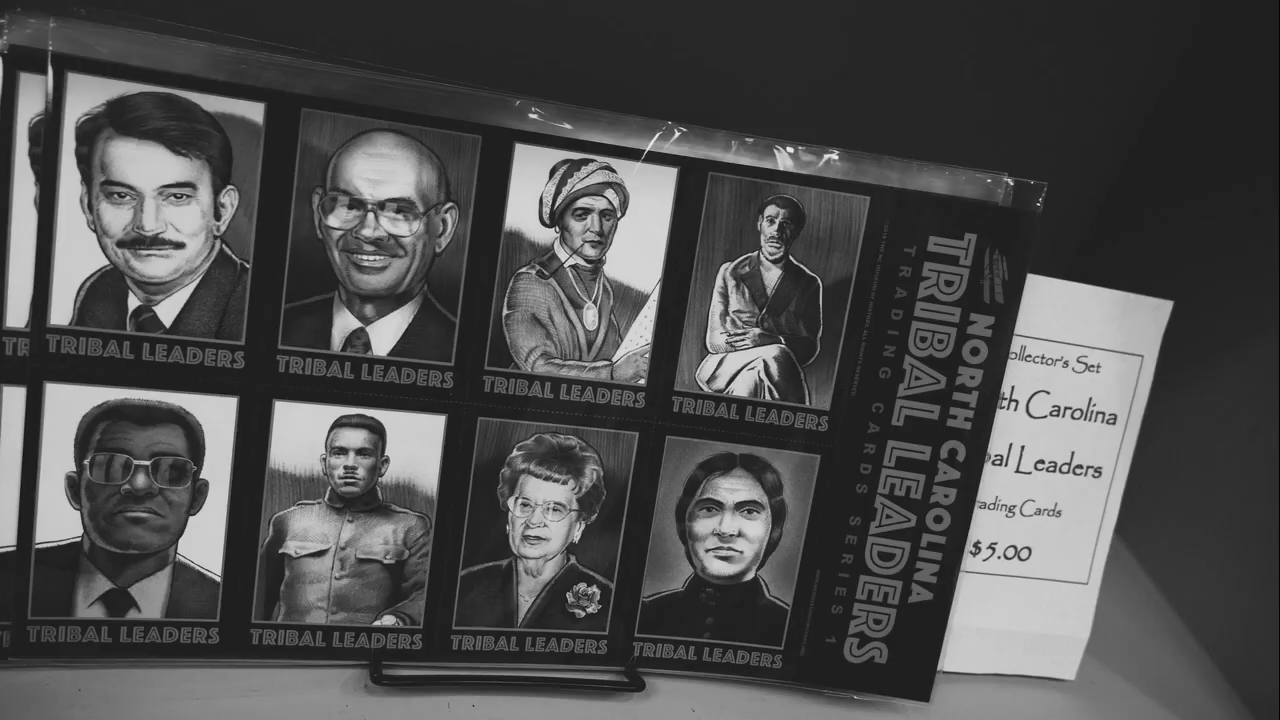 TRIBAL LEADERS
TRIBAL LEADERS
TRIBAL LEADERS
TRIBAL LEADERS
TR
TRIBAL LEADERS
TRIBAL LEADERS
TRIBAL LEADERS
TRIBAL LEADERS
NORTH CAROLINA
TRIBAL LEADERS
TRADING CARDS SERIES 1
ollector's Set
th Carolina
al Leaders
ading Cards
$5.00